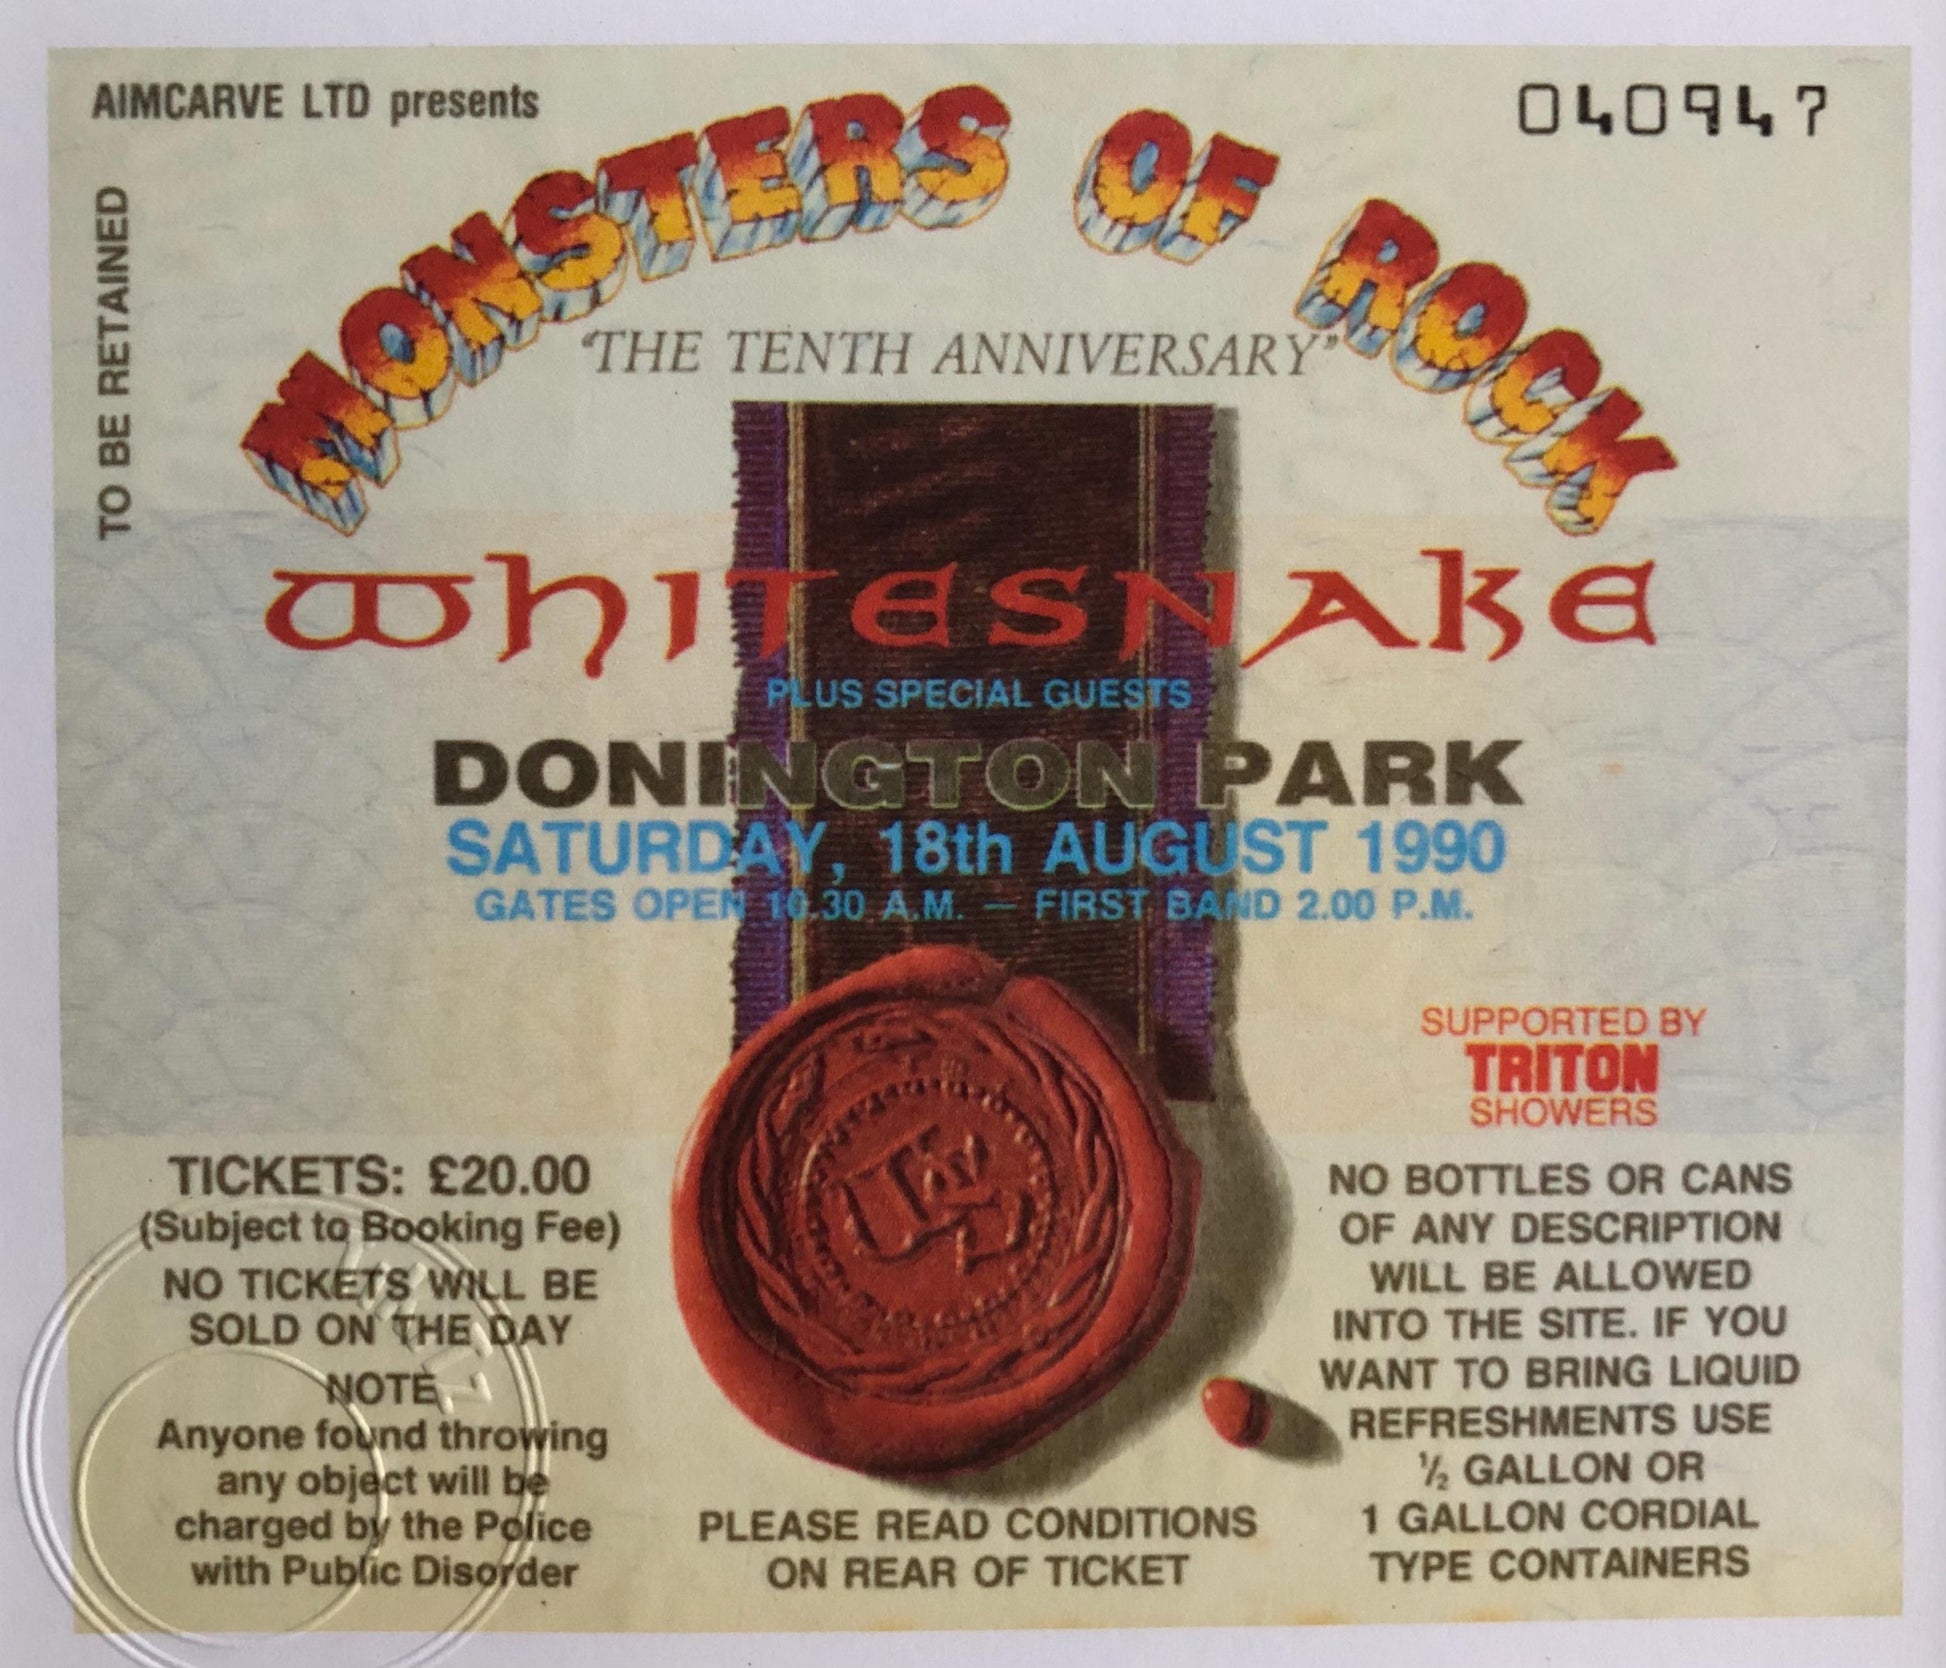 AIMCARVE LTD presents
040947
TO BE RETAINED
MONSTERS OF ROCK
"THE TENTH ANNIVERSARY"
WHITESNAKE
PLUS SPECIAL GUESTS
DONINGTON PARK
SATURDAY, 18th AUGUST 1990
GATES OPEN 10.30 A.M. — FIRST BAND 2.00 P.M.
SUPPORTED BY
TRITON
SHOWERS
TICKETS: £20.00
(Subject to Booking Fee)
NO TICKETS WILL BE
SOLD ON THE DAY
NOTE
Anyone found throwing
any object will be
charged by the Police
with Public Disorder
PLEASE READ CONDITIONS
ON REAR OF TICKET
NO BOTTLES OR CANS
OF ANY DESCRIPTION
WILL BE ALLOWED
INTO THE SITE. IF YOU
WANT TO BRING LIQUID
REFRESHMENTS USE
½ GALLON OR
1 GALLON CORDIAL
TYPE CONTAINERS